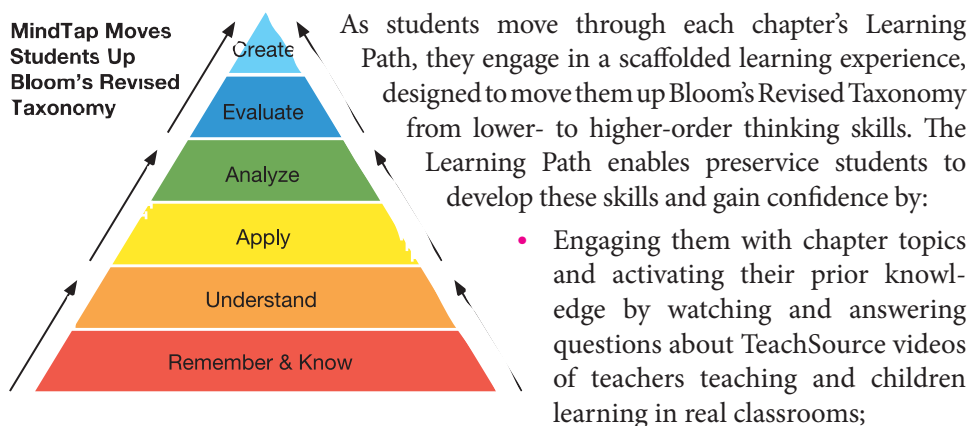 MindTap Moves
Students Up
Bloom's Revised
Taxonomy
Create
Evaluate
Analyze
Apply
Understand
Remember & Know
As students move through each chapter's Learning
Path, they engage in a scaffolded learning experience,
designed to move them up Bloom's Revised Taxonomy
from lower- to higher-order thinking skills. The
Learning Path enables preservice students to
develop these skills and gain confidence by:
• Engaging them with chapter topics
and activating their prior knowl-
edge by watching and answering
questions about TeachSource videos
of teachers teaching and children
learning in real classrooms;